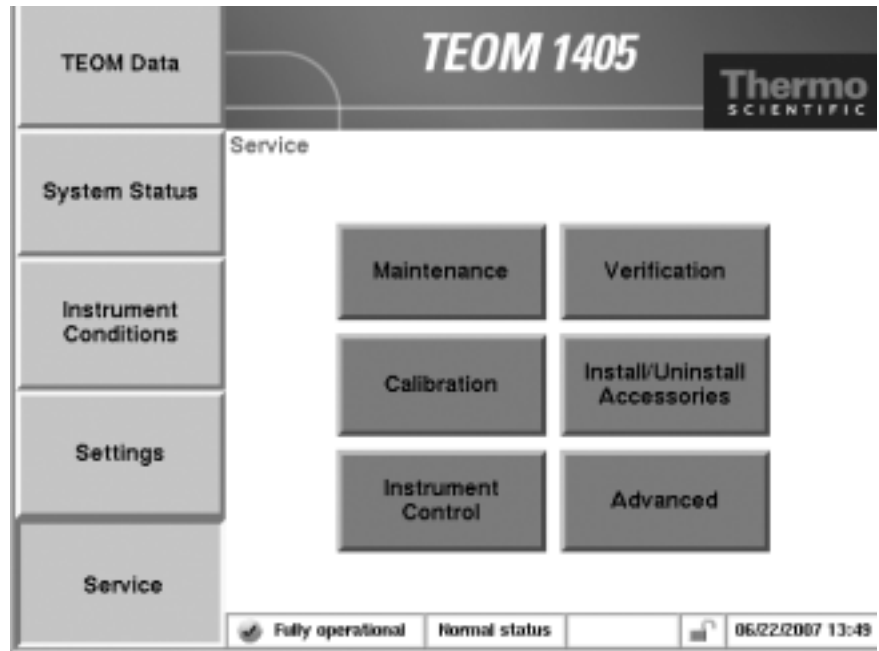 TEOM Data
TEOM 1405
Thermo
SCIENTIFIC
System Status
Instrument
Conditions
Settings
Service
Service
Maintenance
Verification
Calibration
Install/Uninstall
Accessories
Instrument
Control
Advanced
Fully operational
Normal status
06/22/2007 13:49